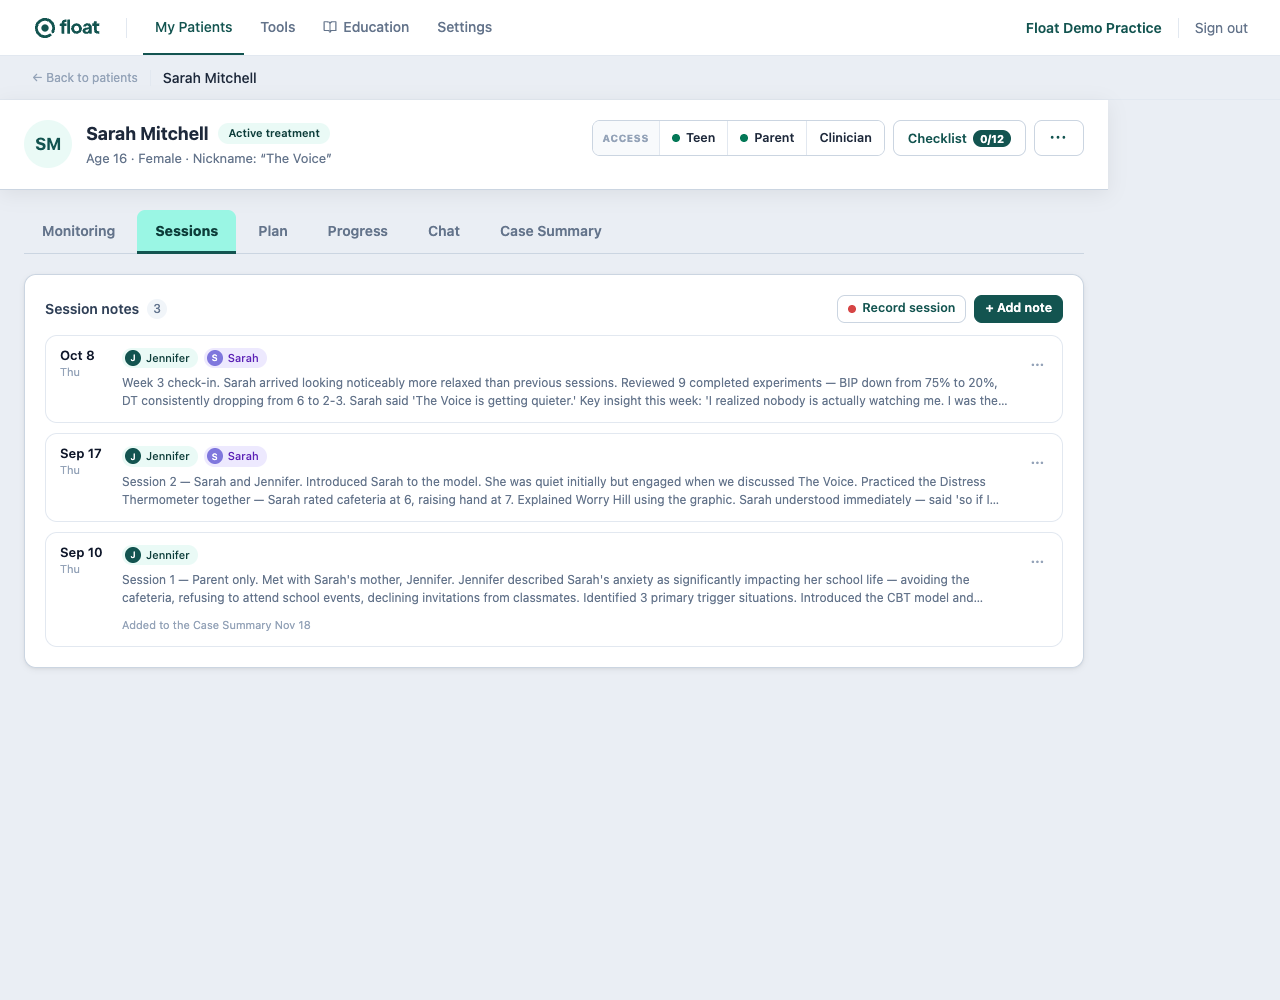 float
My Patients
Tools
Education
Settings
Float Demo Practice
Sign out
← Back to patients
Sarah Mitchell
SM
Sarah Mitchell
Active treatment
Age 16 · Female · Nickname: “The Voice”
ACCESS
Teen
Parent
Clinician
Checklist 0/12
···
Monitoring
Sessions
Plan
Progress
Chat
Case Summary
Session notes 3
Record session
+ Add note
Oct 8
Thu
J Jennifer
S Sarah
···
Week 3 check-in. Sarah arrived looking noticeably more relaxed than previous sessions. Reviewed 9 completed experiments — BIP down from 75% to 20%,
DT consistently dropping from 6 to 2-3. Sarah said 'The Voice is getting quieter.' Key insight this week: 'I realized nobody is actually watching me. I was the...
Sep 17
Thu
J Jennifer
S Sarah
···
Session 2 — Sarah and Jennifer. Introduced Sarah to the model. She was quiet initially but engaged when we discussed The Voice. Practiced the Distress
Thermometer together — Sarah rated cafeteria at 6, raising hand at 7. Explained Worry Hill using the graphic. Sarah understood immediately — said 'so if I...
Sep 10
Thu
J Jennifer
···
Session 1 — Parent only. Met with Sarah's mother, Jennifer. Jennifer described Sarah's anxiety as significantly impacting her school life — avoiding the
cafeteria, refusing to attend school events, declining invitations from classmates. Identified 3 primary trigger situations. Introduced the CBT model and...
Added to the Case Summary Nov 18